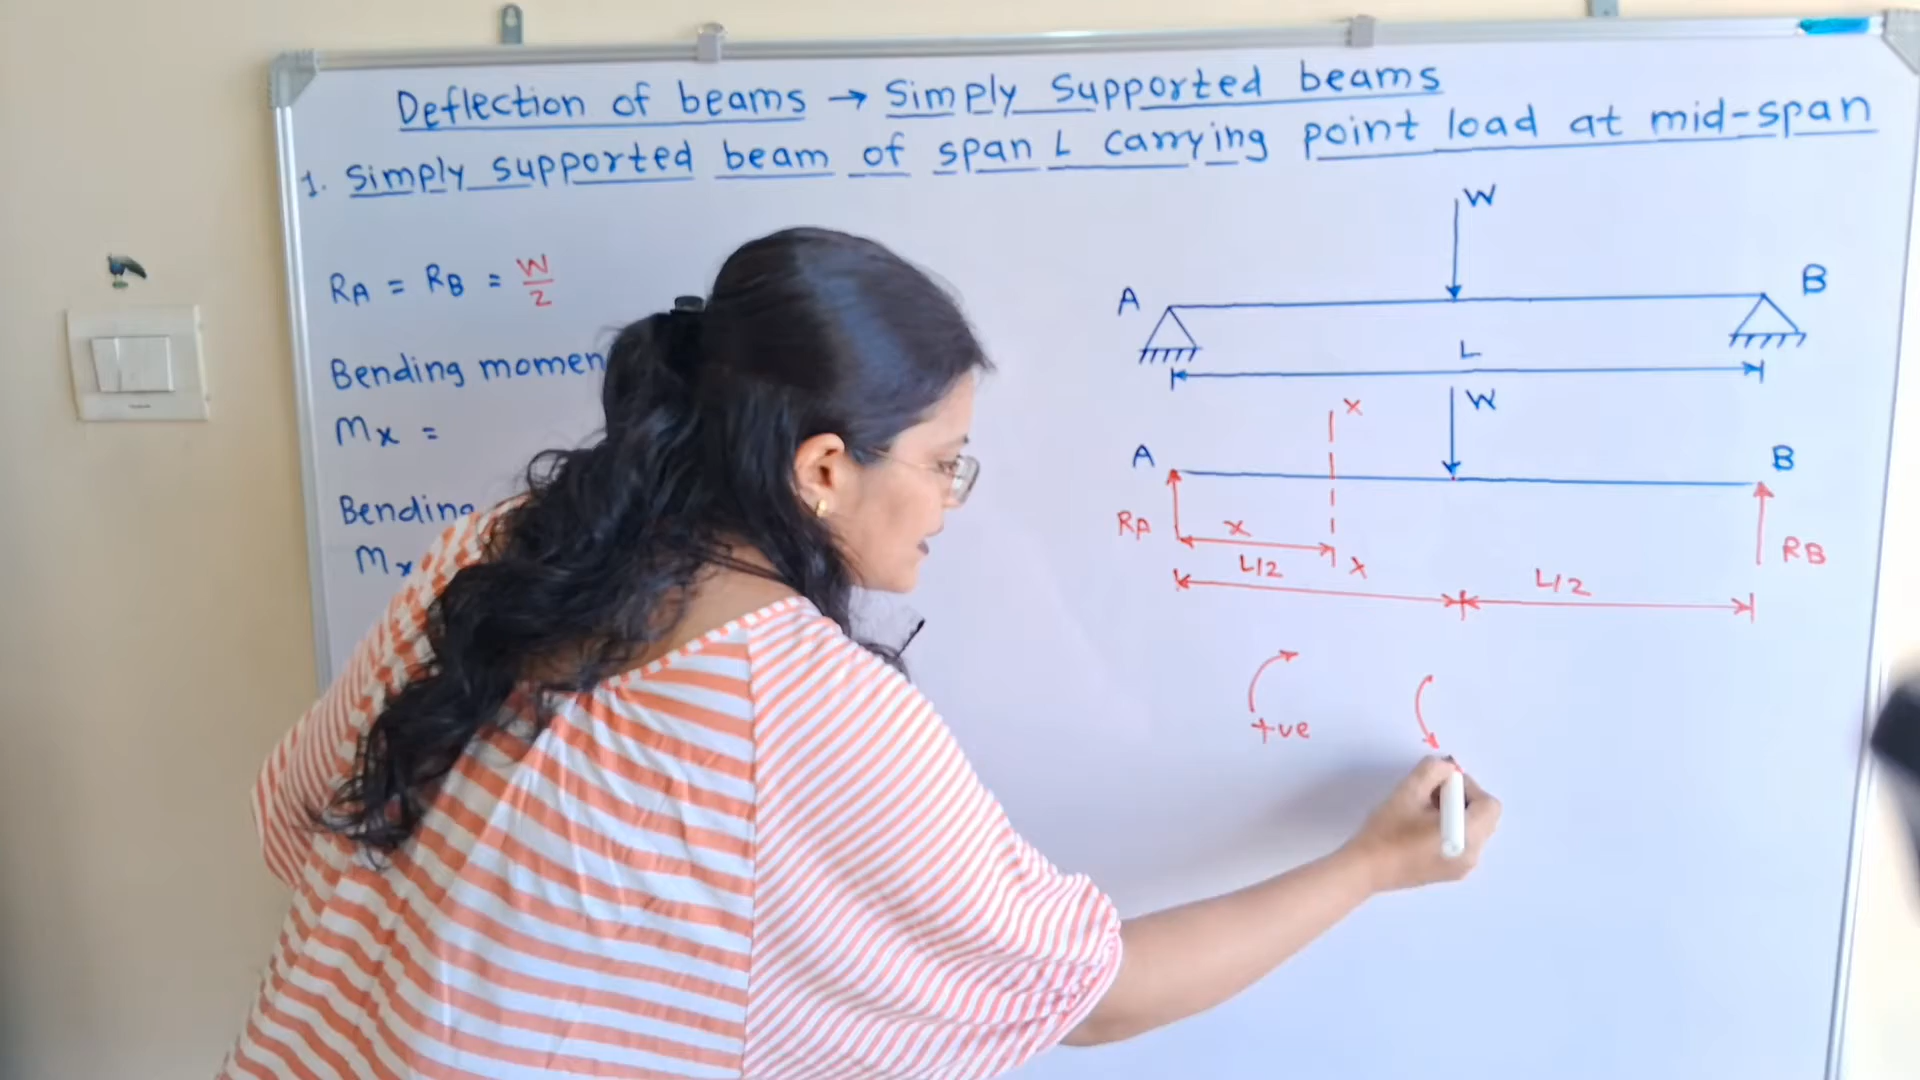 Deflection of beams → Simply Supported beams
1. Simply supported beam of span L carrying point load at mid-span
RA = RB = W/2
Bending momen
Mx =
Bending
Mx
W
A
B
L
W
x
A
B
RA
x
RB
L/2
x
L/2
+ve